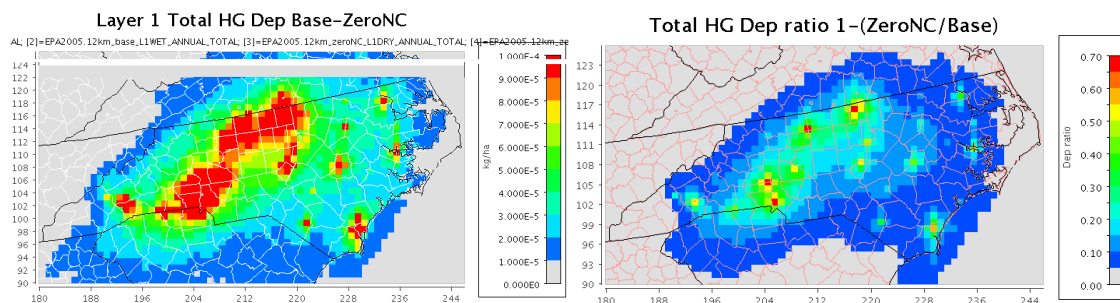 Layer 1 Total HG Dep Base-ZeroNC
AL; [2]=EPA2005.12km_base_L1WET_ANNUAL_TOTAL; [3]=EPA2005.12km_zeroNC_L1DRY_ANNUAL_TOTAL; [4]=EPA2005.12km_ze
124
122
120
118
116
114
112
110
108
106
104
102
100
98
96
94
92
90
180 188 196 204 212 220 228 236 244
1.000E-4
9.000E-5
8.000E-5
7.000E-5
6.000E-5
5.000E-5
4.000E-5
3.000E-5
2.000E-5
1.000E-5
0.000E0
kg/ha
Total HG Dep ratio 1-(ZeroNC/Base)
123
120
117
114
111
108
105
102
99
96
93
90
180 188 196 204 212 220 228 236 244
0.70
0.60
0.50
0.40
0.30
0.20
0.10
0.00
Dep ratio